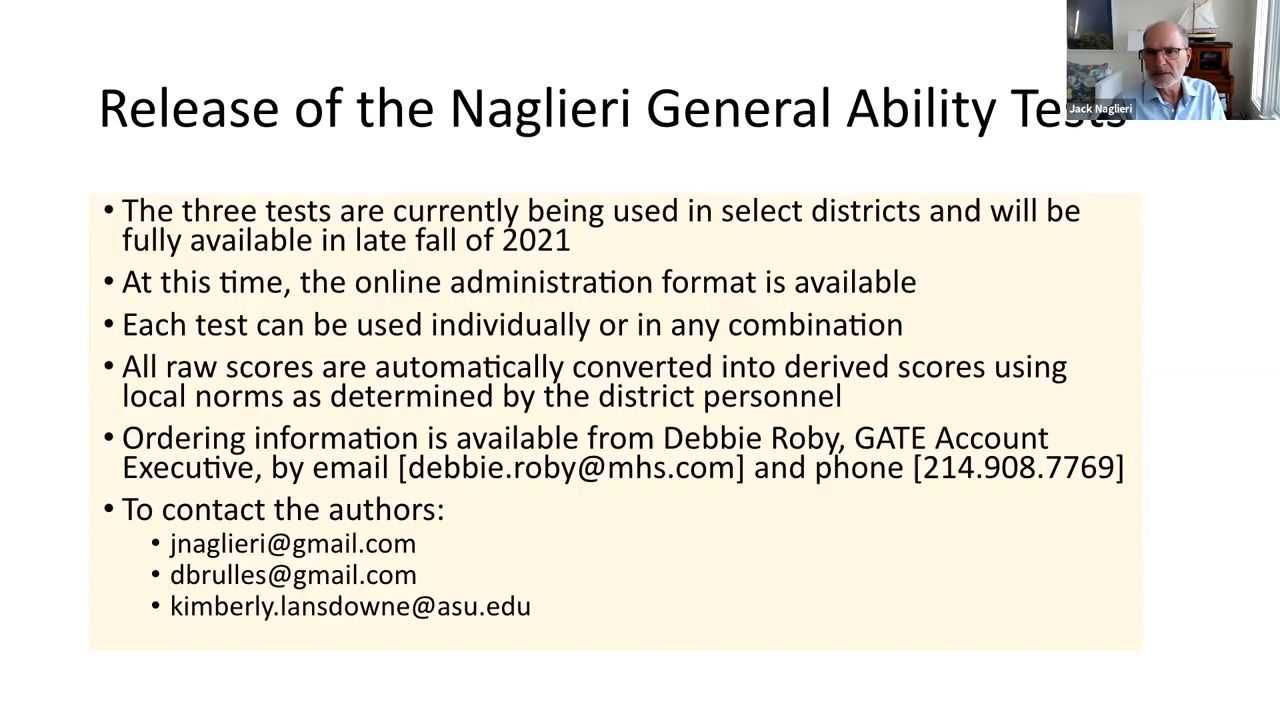 Release of the Naglieri General Ability Tests
Jack Naglieri
• The three tests are currently being used in select districts and will be
fully available in late fall of 2021
• At this time, the online administration format is available
• Each test can be used individually or in any combination
• All raw scores are automatically converted into derived scores using
local norms as determined by the district personnel
• Ordering information is available from Debbie Roby, GATE Account
Executive, by email [debbie.roby@mhs.com] and phone [214.908.7769]
• To contact the authors:
• jnaglieri@gmail.com
• dbrulles@gmail.com
• kimberly.lansdowne@asu.edu